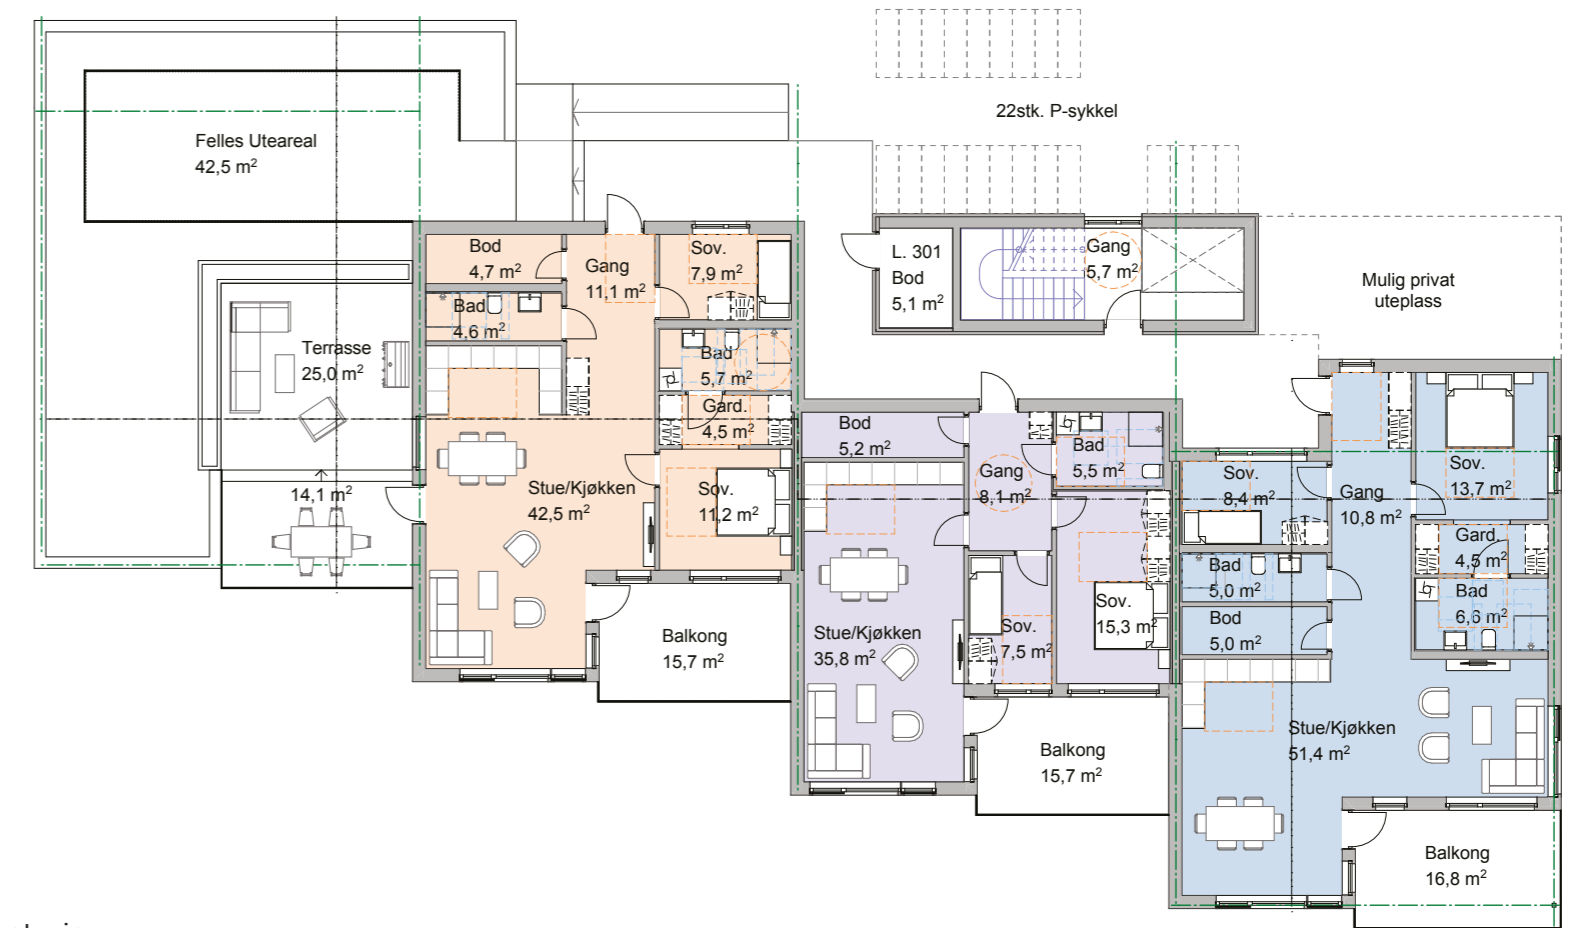 22stk. P-sykkel
Felles Uteareal
42,5 m²
Bod
4,7 m²
Gang
11,1 m²
Sov.
7,9 m²
L. 301
Bod
5,1 m²
Gang
5,7 m²
Mulig privat
uteplass
Bad
4,6 m²
Terrasse
25,0 m²
Bad
5,7 m²
Gard.
4,5 m²
14,1 m²
Stue/Kjøkken
42,5 m²
Sov.
11,2 m²
Balkong
15,7 m²
Bod
5,2 m²
Gang
8,1 m²
Bad
5,5 m²
Stue/Kjøkken
35,8 m²
Sov.
7,5 m²
Sov.
15,3 m²
Balkong
15,7 m²
Sov.
8,4 m²
Gang
10,8 m²
Sov.
13,7 m²
Gard.
4,5 m²
Bad
5,0 m²
Bad
6,6 m²
Bod
5,0 m²
Stue/Kjøkken
51,4 m²
Balkong
16,8 m²